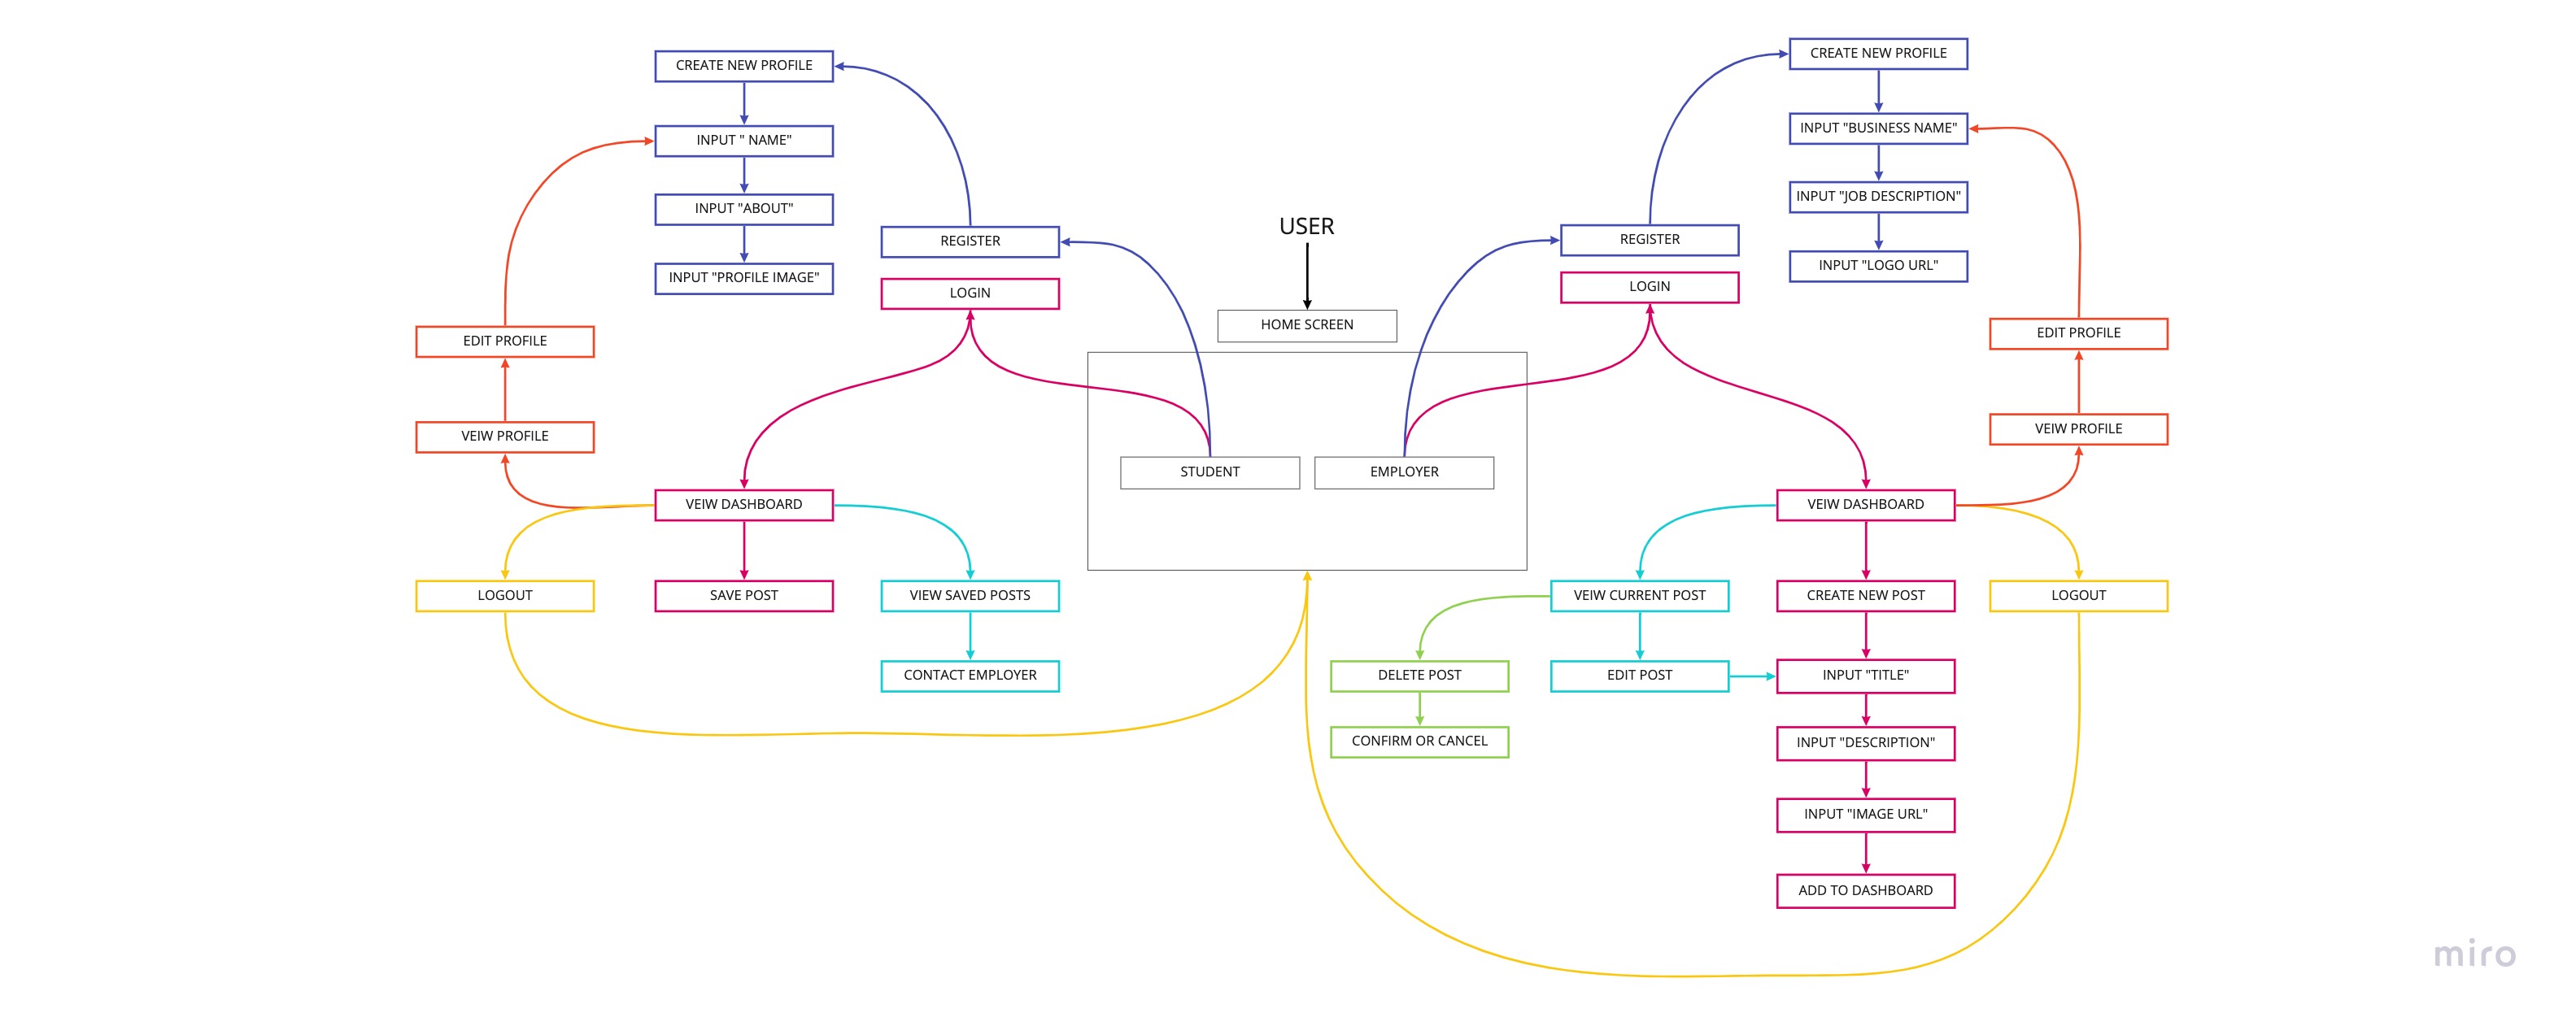 CREATE NEW PROFILE
INPUT " NAME"
INPUT "ABOUT"
INPUT "PROFILE IMAGE"
REGISTER
LOGIN
EDIT PROFILE
VEIW PROFILE
VEIW DASHBOARD
LOGOUT
SAVE POST
VIEW SAVED POSTS
CONTACT EMPLOYER
USER
HOME SCREEN
STUDENT
EMPLOYER
CREATE NEW PROFILE
INPUT "BUSINESS NAME"
INPUT "JOB DESCRIPTION"
INPUT "LOGO URL"
REGISTER
LOGIN
EDIT PROFILE
VEIW PROFILE
VEIW DASHBOARD
VEIW CURRENT POST
CREATE NEW POST
LOGOUT
DELETE POST
EDIT POST
INPUT "TITLE"
CONFIRM OR CANCEL
INPUT "DESCRIPTION"
INPUT "IMAGE URL"
ADD TO DASHBOARD
miro